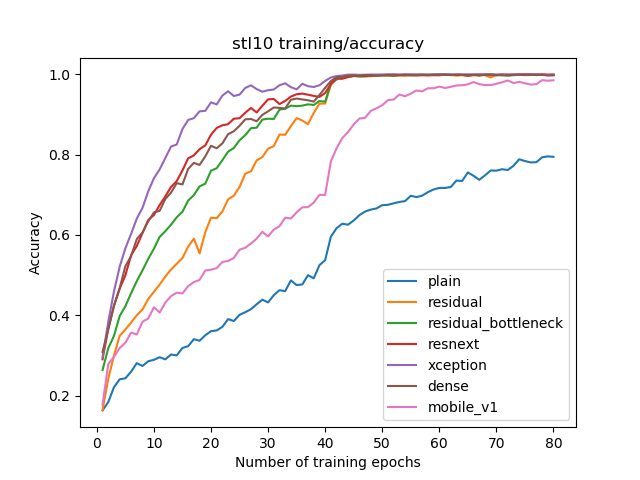 stl10 training/accuracy
1.0
0.8
0.6
0.4
0.2
Accuracy
0 10 20 30 40 50 60 70 80
Number of training epochs
plain
residual
residual_bottleneck
resnext
xception
dense
mobile_v1